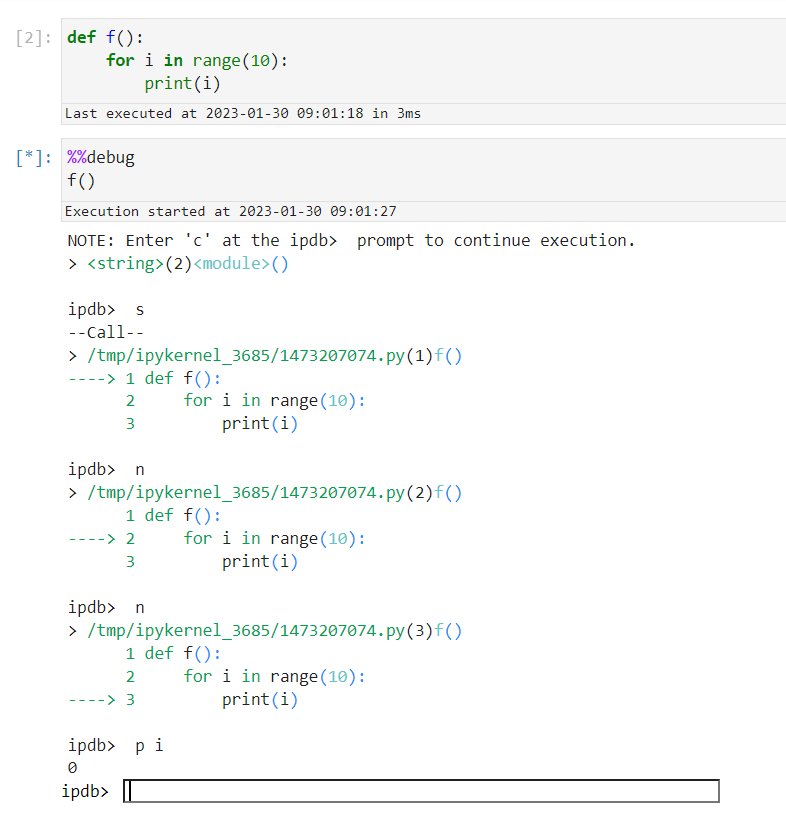 [2]: def f():
    for i in range(10):
        print(i)
Last executed at 2023-01-30 09:01:18 in 3ms
[*]: %%debug
f()
Execution started at 2023-01-30 09:01:27
NOTE: Enter 'c' at the ipdb>  prompt to continue execution.
> <string>(2)<module>()
ipdb>  s
--Call--
> /tmp/ipykernel_3685/1473207074.py(1)f()
----> 1 def f():
      2     for i in range(10):
      3         print(i)
ipdb>  n
> /tmp/ipykernel_3685/1473207074.py(2)f()
      1 def f():
----> 2     for i in range(10):
      3         print(i)
ipdb>  n
> /tmp/ipykernel_3685/1473207074.py(3)f()
      1 def f():
      2     for i in range(10):
----> 3         print(i)
ipdb>  p i
0
ipdb>